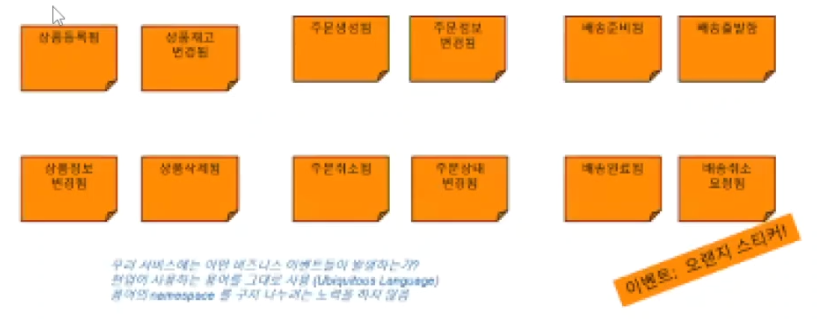 상품등록됨
상품재고
변경됨
주문생성됨
주문정보
변경됨
배송준비됨
배송출발함
상품정보
변경됨
상품삭제됨
주문취소됨
주문상태
변경됨
배송완료됨
배송취소
요청됨
이벤트: 오랜지 스티커!
우리 서비스에는 어떤 비즈니스 이벤트들이 발생하는가?
현업이 사용하는 용어를 그대로 사용 (Ubiquitous Language)
용어의 namespace 를 구지 나누려는 노력을 하지 않음